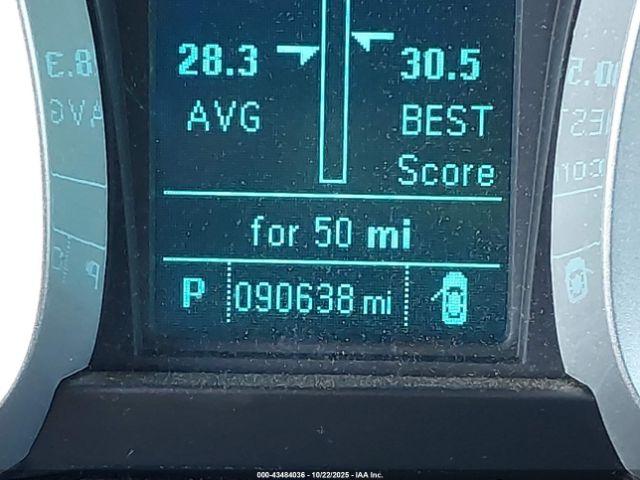 28.3 30.5
AVG BEST
Score
for 50 mi
P 090638 mi
000-43484036 - 10/22/2025 - IAA Inc.